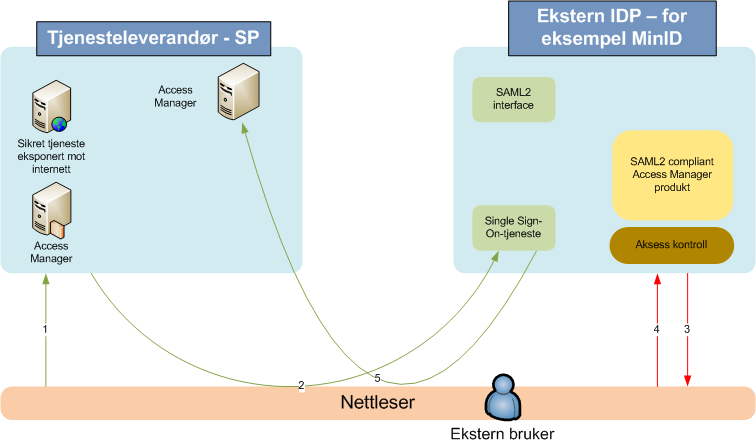 Tjenesteleverandør - SP
Access
Manager
Sikret tjeneste
eksponert mot
internett
Access
Manager
Ekstern IDP – for
eksempel MinID
SAML2
interface
SAML2 compliant
Access Manager
produkt
Single Sign-
On-tjeneste
Aksess kontroll
1
2
5
4
3
Nettleser
Ekstern bruker